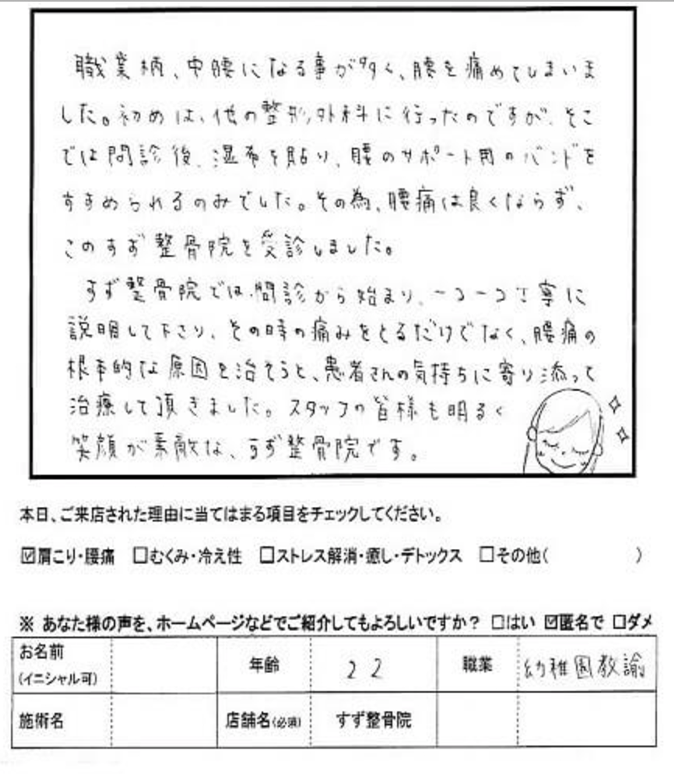 職業柄、中腰になる事が多く、腰を痛めてしまいま
した。初めは、他の整形外科に行ったのですが、そこ
では問診後、湿布を貼り、腰のサポート用のバンドを
すすめられるのみでした。その為、腰痛は良くならず、
このすず整骨院を受診しました。
すず整骨院では、問診から始まり、一つ一つ丁寧に
説明して下さり、その時の痛みをとるだけでなく、腰痛の
根本的な原因を治そうと、患者さんの気持ちに寄り添って
治療して頂きました。スタッフの皆様も明るく
笑顔が素敵な、すず整骨院です。
本日、ご来店された理由に当てはまる項目をチェックしてください。
☑肩こり・腰痛 □むくみ・冷え性 □ストレス解消・癒し・デトックス □その他( )
※ あなた様の声を、ホームページなどでご紹介してもよろしいですか? □はい ☑匿名で □ダメ
お名前 年齢 22 職業 幼稚園教諭
(イニシャル可)
施術名 店舗名(必須) すず整骨院